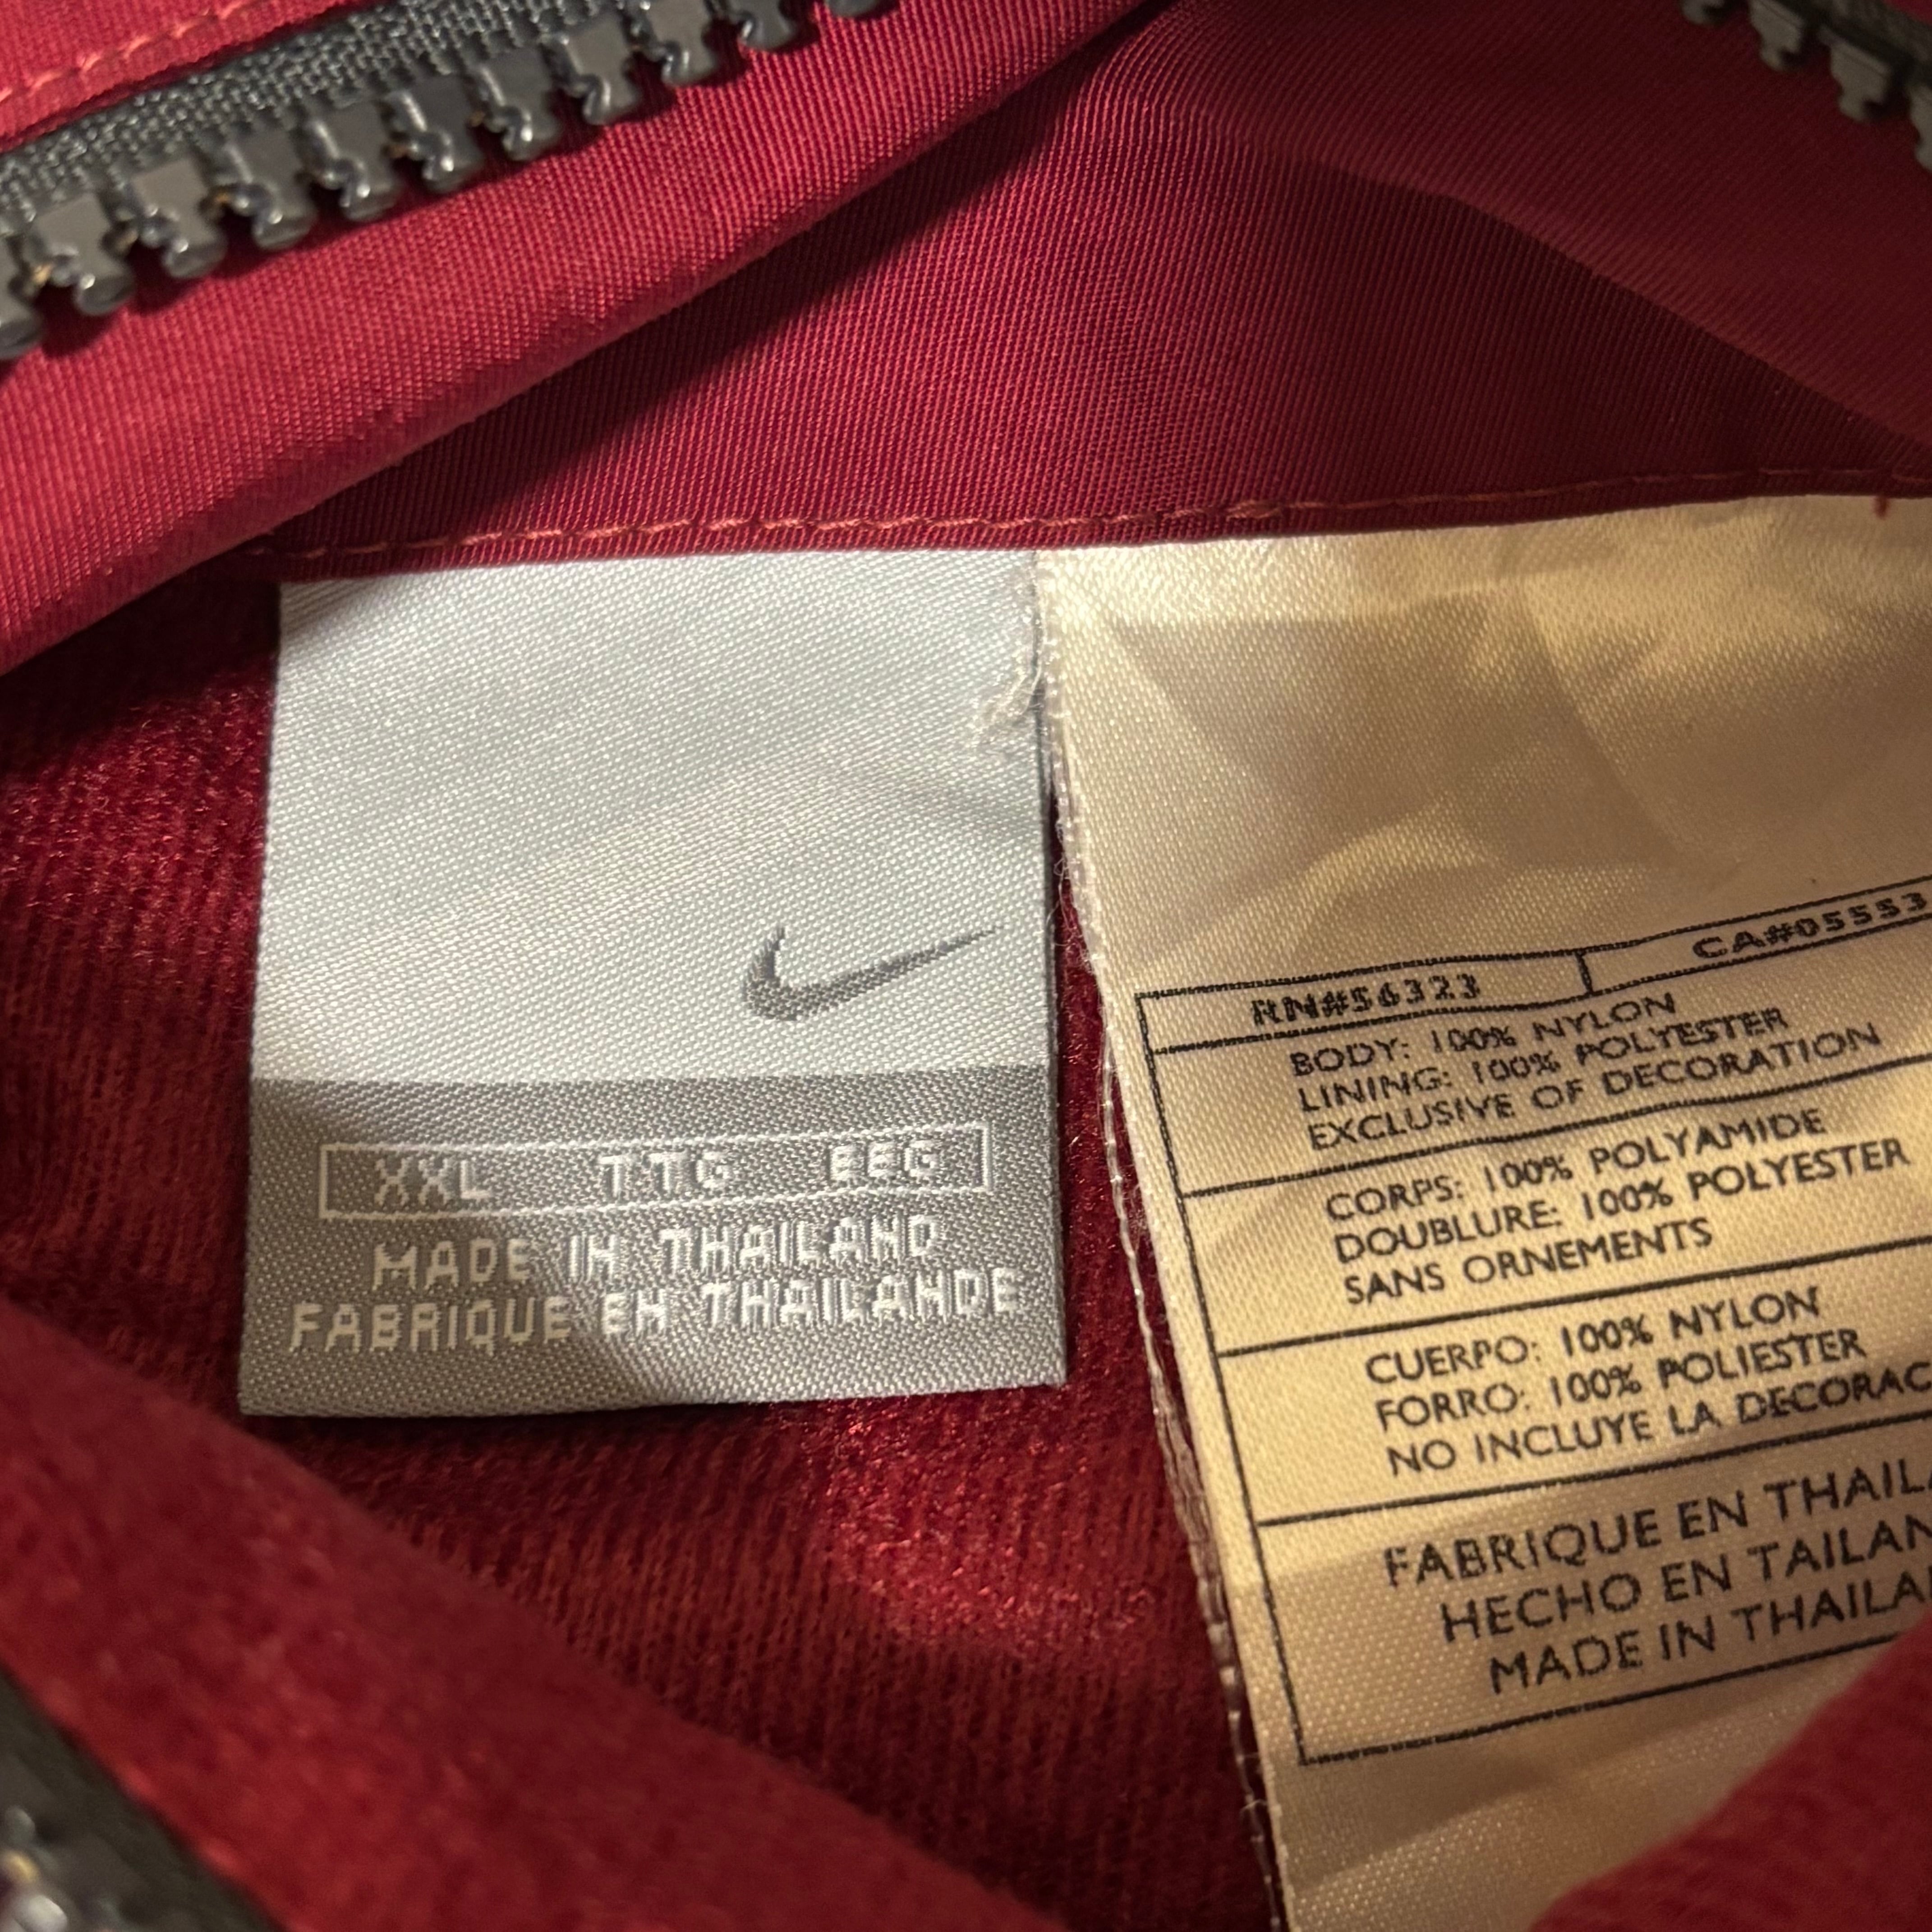 XXL TTG EEG
MADE IN THAILAND
FABRIQUE EN THAILANDE
RN#56323 CA#05553
BODY: 100% NYLON
LINING: 100% POLYESTER
EXCLUSIVE OF DECORATION
CORPS: 100% POLYAMIDE
DOUBLURE: 100% POLYESTER
SANS ORNEMENTS
CUERPO: 100% NYLON
FORRO: 100% POLIESTER
NO INCLUYE LA DECORAC
FABRIQUE EN THAIL
HECHO EN TAILAN
MADE IN THAILA